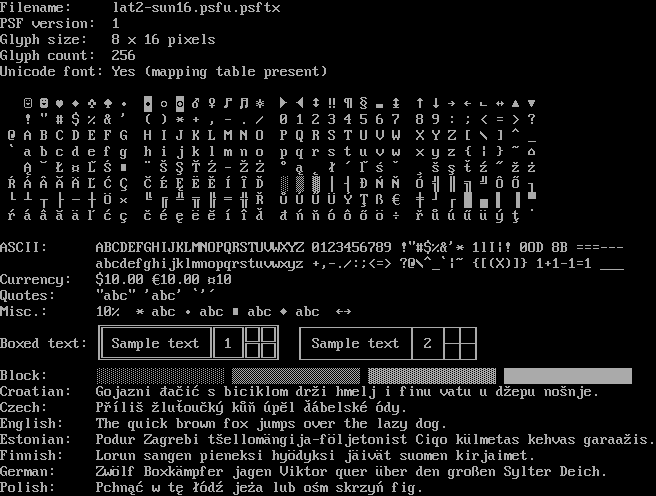 Filename: lat2-sun16.psfu.psftx
PSF version: 1
Glyph size: 8 x 16 pixels
Glyph count: 256
Unicode font: Yes (mapping table present)
☺ ☻ ♥ ♦ ♣ ♠ • ◘ ○ ◙ ♂ ♀ ♪ ♫ ☼ ► ◄ ↕ ‼ ¶ § ▬ ↨ ↑ ↓ → ← ∟ ↔ ▲ ▼
! " # $ % & ' ( ) * + , - . / 0 1 2 3 4 5 6 7 8 9 : ; < = > ?
@ A B C D E F G H I J K L M N O P Q R S T U V W X Y Z [ \ ] ^ _
` a b c d e f g h i j k l m n o p q r s t u v w x y z { ¦ } ~ ⌂
ASCII: ABCDEFGHIJKLMNOPQRSTUVWXYZ 0123456789 !"#$%&'* 1lI¦! 0OD 8B ===---
abcdefghijklmnopqrstuvwxyz +,-./:;<=> ?@\^_`¦~ {[(X)]} 1+1-1=1 ___
Currency: $10.00 €10.00 ¤10
Quotes: "abc" 'abc' `'´
Misc.: 10% * abc • abc ■ abc ♦ abc ↔
Boxed text: Sample text 1 Sample text 2
Block: ░ ▒ ▓ █
Croatian: Gojazni đačić s biciklom drži hmelj i finu vatu u džepu nošnje.
Czech: Příliš žluťoučký kůň úpěl ďábelské ódy.
English: The quick brown fox jumps over the lazy dog.
Estonian: Podur Zagrebi tšellomängija-följetonist Ciqo külmetas kehvas garaažis.
Finnish: Lorun sangen pieneksi hyödyksi jäivät suomen kirjaimet.
German: Zwölf Boxkämpfer jagen Viktor quer über den großen Sylter Deich.
Polish: Pchnąć w tę łódź jeża lub ośm skrzyń fig.